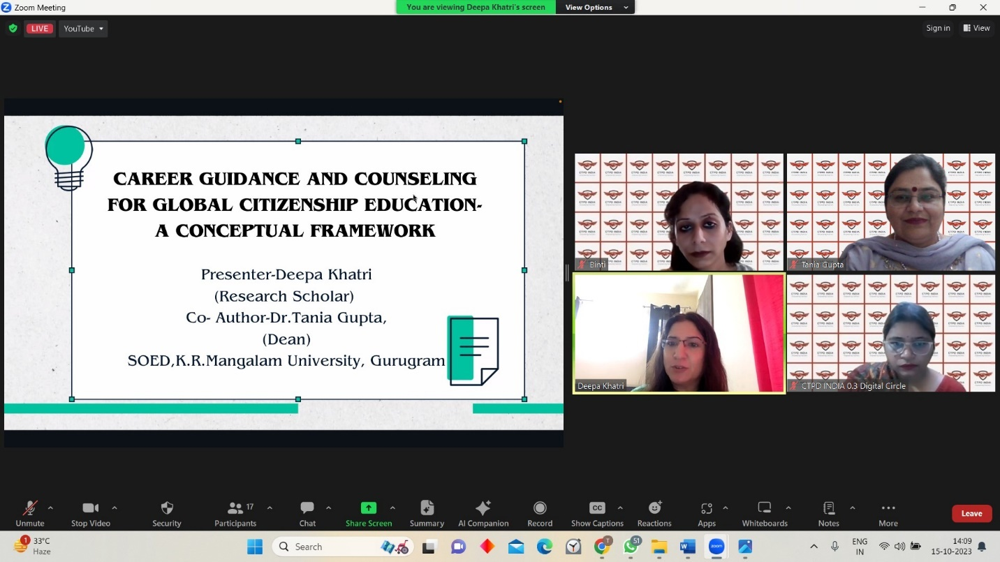 Zoom Meeting
You are viewing Deepa Khatri's screen
View Options
LIVE
YouTube
Sign in
View
CAREER GUIDANCE AND COUNSELING
FOR GLOBAL CITIZENSHIP EDUCATION-
A CONCEPTUAL FRAMEWORK
Presenter-Deepa Khatri
(Research Scholar)
Co- Author-Dr.Tania Gupta,
(Dean)
SOED,K.R.Mangalam University, Gurugram
CTPD INDIA
Binti
Tania Gupta
Deepa Khatri
CTPD INDIA 0.3 Digital Circle
Unmute
Stop Video
Security
17
Participants
Chat
Share Screen
Summary
AI Companion
Record
CC
Show Captions
Reactions
Apps
Whiteboards
Notes
More
Leave
1
33°C
Haze
Search
T
51
W
zoom
ENG
IN
14:09
15-10-2023